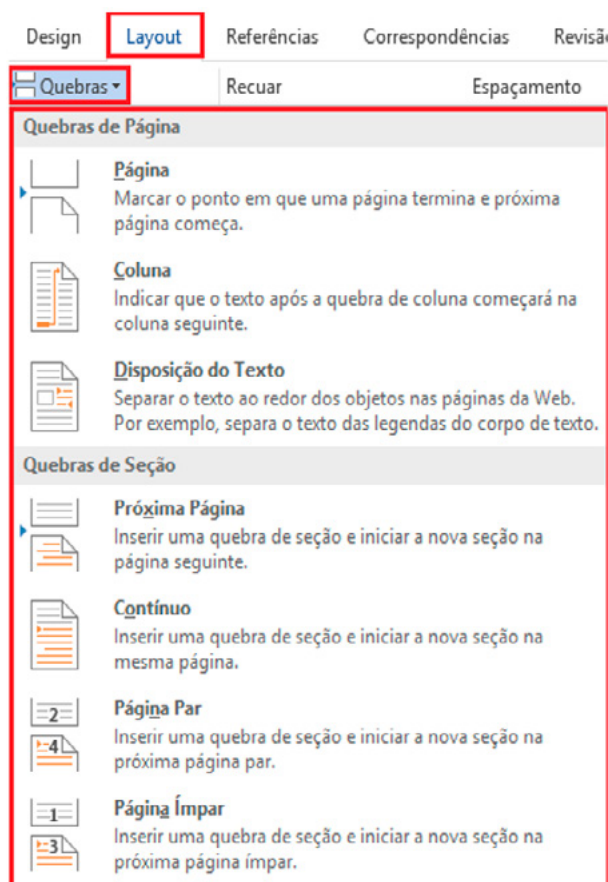 Design Layout Referências Correspondências Revisã
Quebras Recuar Espaçamento
Quebras de Página
Página
Marcar o ponto em que uma página termina e próxima
página começa.
Coluna
Indicar que o texto após a quebra de coluna começará na
coluna seguinte.
Disposição do Texto
Separar o texto ao redor dos objetos nas páginas da Web.
Por exemplo, separa o texto das legendas do corpo de texto.
Quebras de Seção
Próxima Página
Inserir uma quebra de seção e iniciar a nova seção na
página seguinte.
Contínuo
Inserir uma quebra de seção e iniciar a nova seção na
mesma página.
2
Página Par
4
Inserir uma quebra de seção e iniciar a nova seção na
próxima página par.
1
Página Ímpar
3
Inserir uma quebra de seção e iniciar a nova seção na
próxima página ímpar.